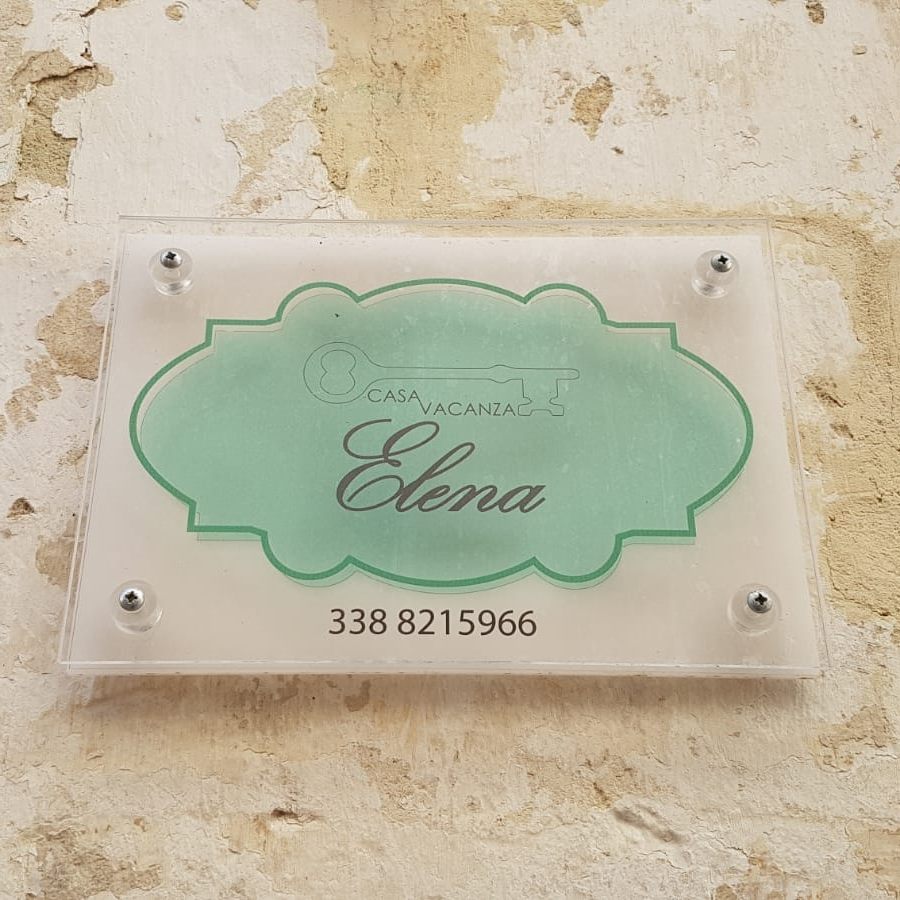 CASA
VACANZA
Elena
338 8215966